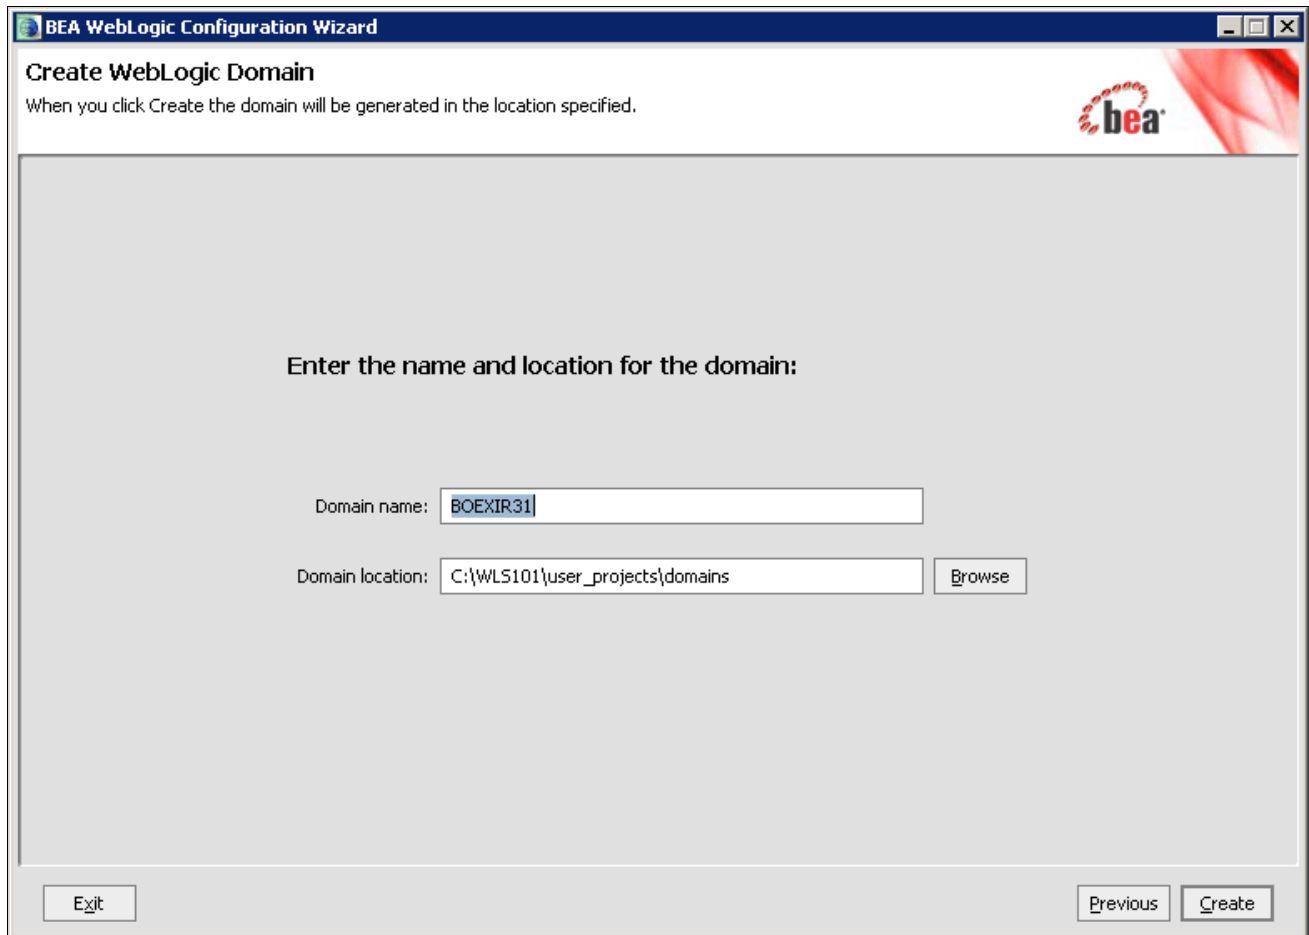 BEA WebLogic Configuration Wizard
Create WebLogic Domain
When you click Create the domain will be generated in the location specified.
bea
Enter the name and location for the domain:
Domain name: BOEXIR31
Domain location: C:\WLS101\user_projects\domains Browse
Exit Previous Create